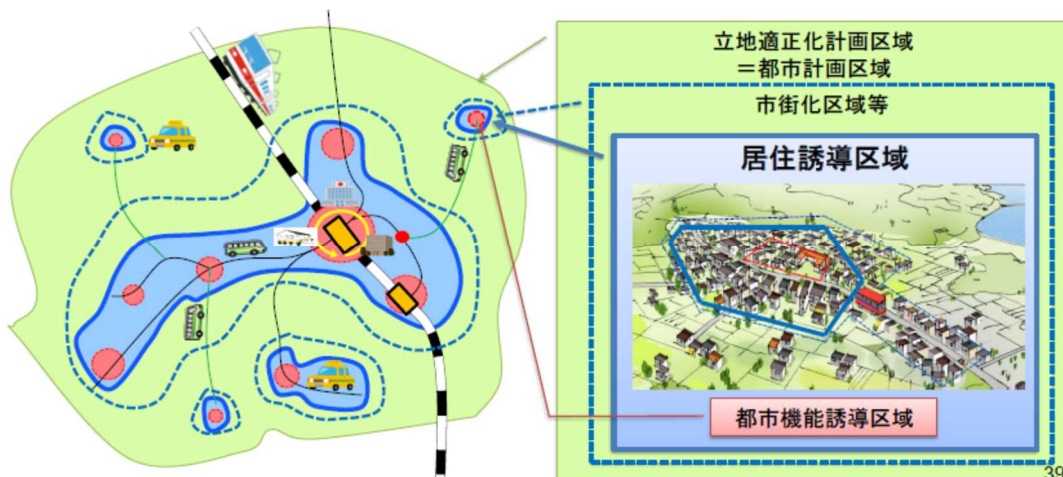 立地適正化計画区域
＝都市計画区域
市街化区域等
居住誘導区域
都市機能誘導区域
39